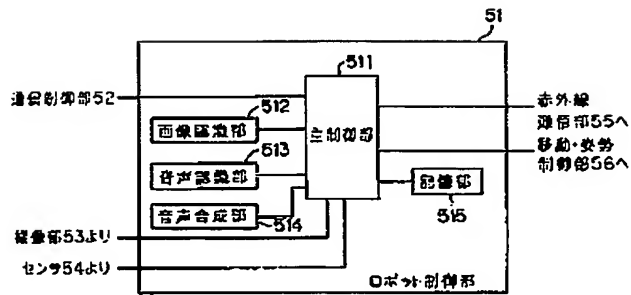 51
511
通信制御部52
512
画像認識部
主制御部
赤外線
通信部55へ
513
移動・姿勢
制御部56へ
音声認識部
記憶部
音声合成部
514
515
撮像部53より
センサ54より
ロボット制御部